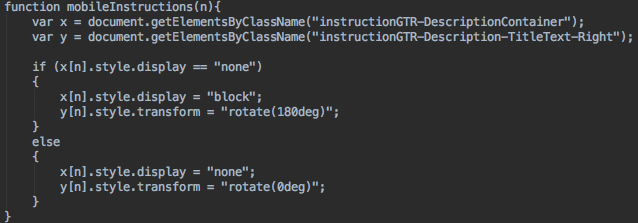 function mobileInstructions(n){
    var x = document.getElementsByClassName("instructionGTR-DescriptionContainer");
    var y = document.getElementsByClassName("instructionGTR-Description-TitleText-Right");

    if (x[n].style.display == "none")
    {
        x[n].style.display = "block";
        y[n].style.transform = "rotate(180deg)";
    }
    else
    {
        x[n].style.display = "none";
        y[n].style.transform = "rotate(0deg)";
    }
}